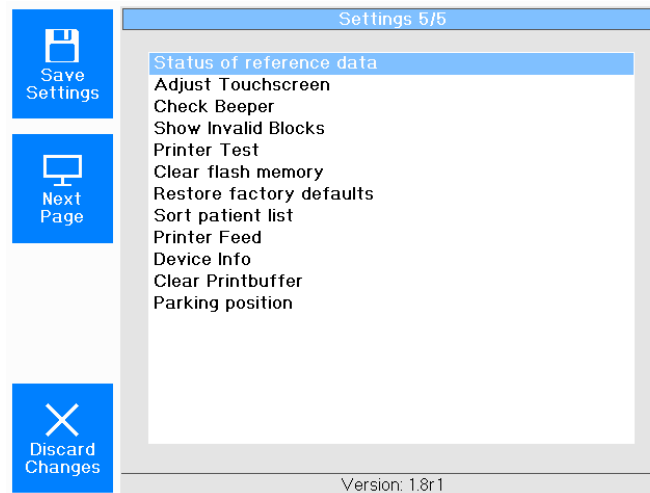 Settings 5/5
Save
Settings
Next
Page
Discard
Changes
Status of reference data
Adjust Touchscreen
Check Beeper
Show Invalid Blocks
Printer Test
Clear flash memory
Restore factory defaults
Sort patient list
Printer Feed
Device Info
Clear Printbuffer
Parking position
Version: 1.8r1